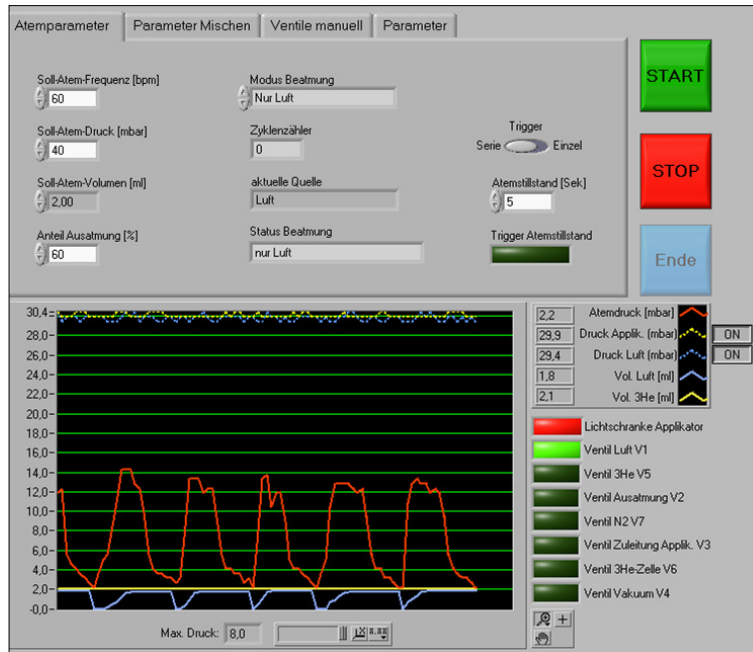 Atemparameter
Parameter Mischen
Ventile manuell
Parameter
Soll-Atem-Frequenz [bpm]
60
Soll-Atem-Druck [mbar]
40
Soll-Atem-Volumen [ml]
2,00
Anteil Ausatmung [%]
60
Modus Beatmung
Nur Luft
Zyklenzähler
0
aktuelle Quelle
Luft
Status Beatmung
nur Luft
Trigger
Serie Einzel
Atemstillstand [Sek]
5
Trigger Atemstillstand
START
STOP
Ende
30,4
28,0
26,0
24,0
22,0
20,0
18,0
16,0
14,0
12,0
10,0
8,0
6,0
4,0
2,0
-0,0
Max. Druck: 8,0
8.88
2,2 Atemdruck [mbar]
29,9 Druck Applik. (mbar) ON
29,4 Druck Luft (mbar) ON
1,8 Vol. Luft [ml]
2,1 Vol. 3He [ml]
Lichtschranke Applikator
Ventil Luft V1
Ventil 3He V5
Ventil Ausatmung V2
Ventil N2 V7
Ventil Zuleitung Applik. V3
Ventil 3He-Zelle V6
Ventil Vakuum V4